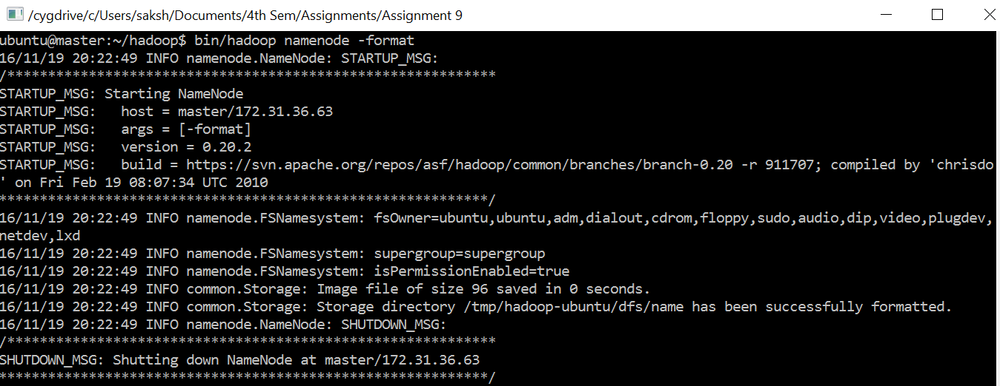 /cygdrive/c/Users/saksh/Documents/4th Sem/Assignments/Assignment 9
ubuntu@master:~/hadoop$ bin/hadoop namenode -format
16/11/19 20:22:49 INFO namenode.NameNode: STARTUP_MSG:
/************************************************************
STARTUP_MSG: Starting NameNode
STARTUP_MSG:   host = master/172.31.36.63
STARTUP_MSG:   args = [-format]
STARTUP_MSG:   version = 0.20.2
STARTUP_MSG:   build = https://svn.apache.org/repos/asf/hadoop/common/branches/branch-0.20 -r 911707; compiled by 'chrisdo
' on Fri Feb 19 08:07:34 UTC 2010
************************************************************/
16/11/19 20:22:49 INFO namenode.FSNamesystem: fsOwner=ubuntu,ubuntu,adm,dialout,cdrom,floppy,sudo,audio,dip,video,plugdev,
netdev,lxd
16/11/19 20:22:49 INFO namenode.FSNamesystem: supergroup=supergroup
16/11/19 20:22:49 INFO namenode.FSNamesystem: isPermissionEnabled=true
16/11/19 20:22:49 INFO common.Storage: Image file of size 96 saved in 0 seconds.
16/11/19 20:22:49 INFO common.Storage: Storage directory /tmp/hadoop-ubuntu/dfs/name has been successfully formatted.
16/11/19 20:22:49 INFO namenode.NameNode: SHUTDOWN_MSG:
/************************************************************
SHUTDOWN_MSG: Shutting down NameNode at master/172.31.36.63
************************************************************/